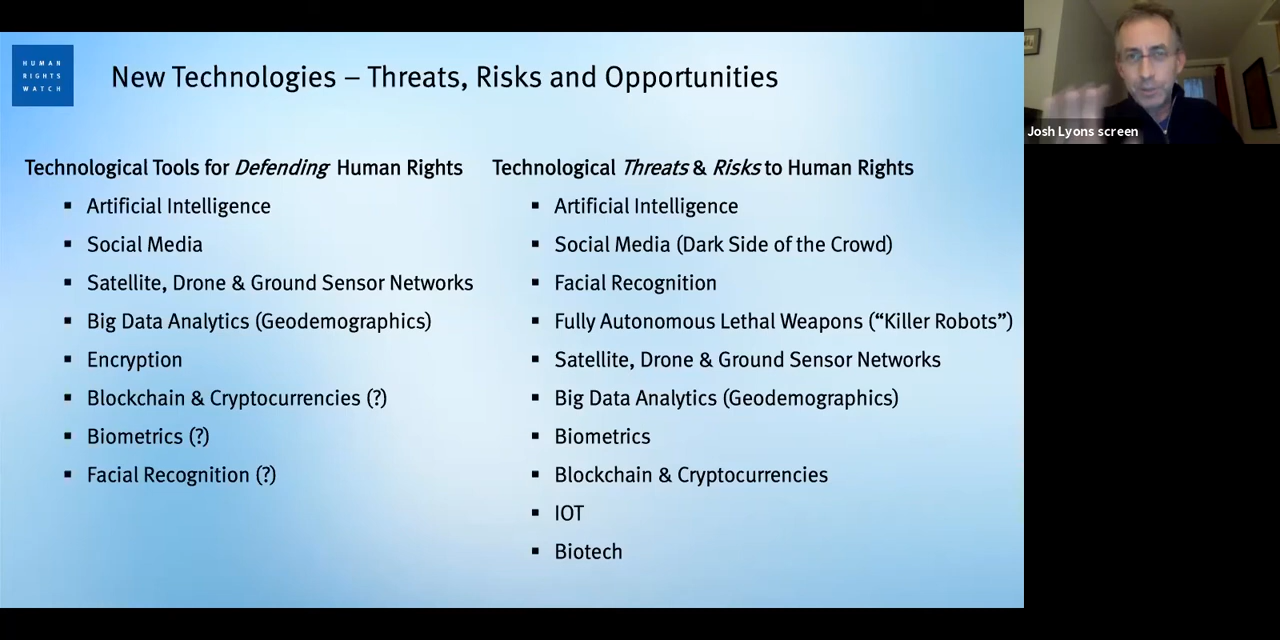 HUMAN
RIGHTS
WATCH
New Technologies – Threats, Risks and Opportunities
Technological Tools for Defending Human Rights
▪ Artificial Intelligence
▪ Social Media
▪ Satellite, Drone & Ground Sensor Networks
▪ Big Data Analytics (Geodemographics)
▪ Encryption
▪ Blockchain & Cryptocurrencies (?)
▪ Biometrics (?)
▪ Facial Recognition (?)
Technological Threats & Risks to Human Rights
▪ Artificial Intelligence
▪ Social Media (Dark Side of the Crowd)
▪ Facial Recognition
▪ Fully Autonomous Lethal Weapons (“Killer Robots”)
▪ Satellite, Drone & Ground Sensor Networks
▪ Big Data Analytics (Geodemographics)
▪ Biometrics
▪ Blockchain & Cryptocurrencies
▪ IOT
▪ Biotech
Josh Lyons screen